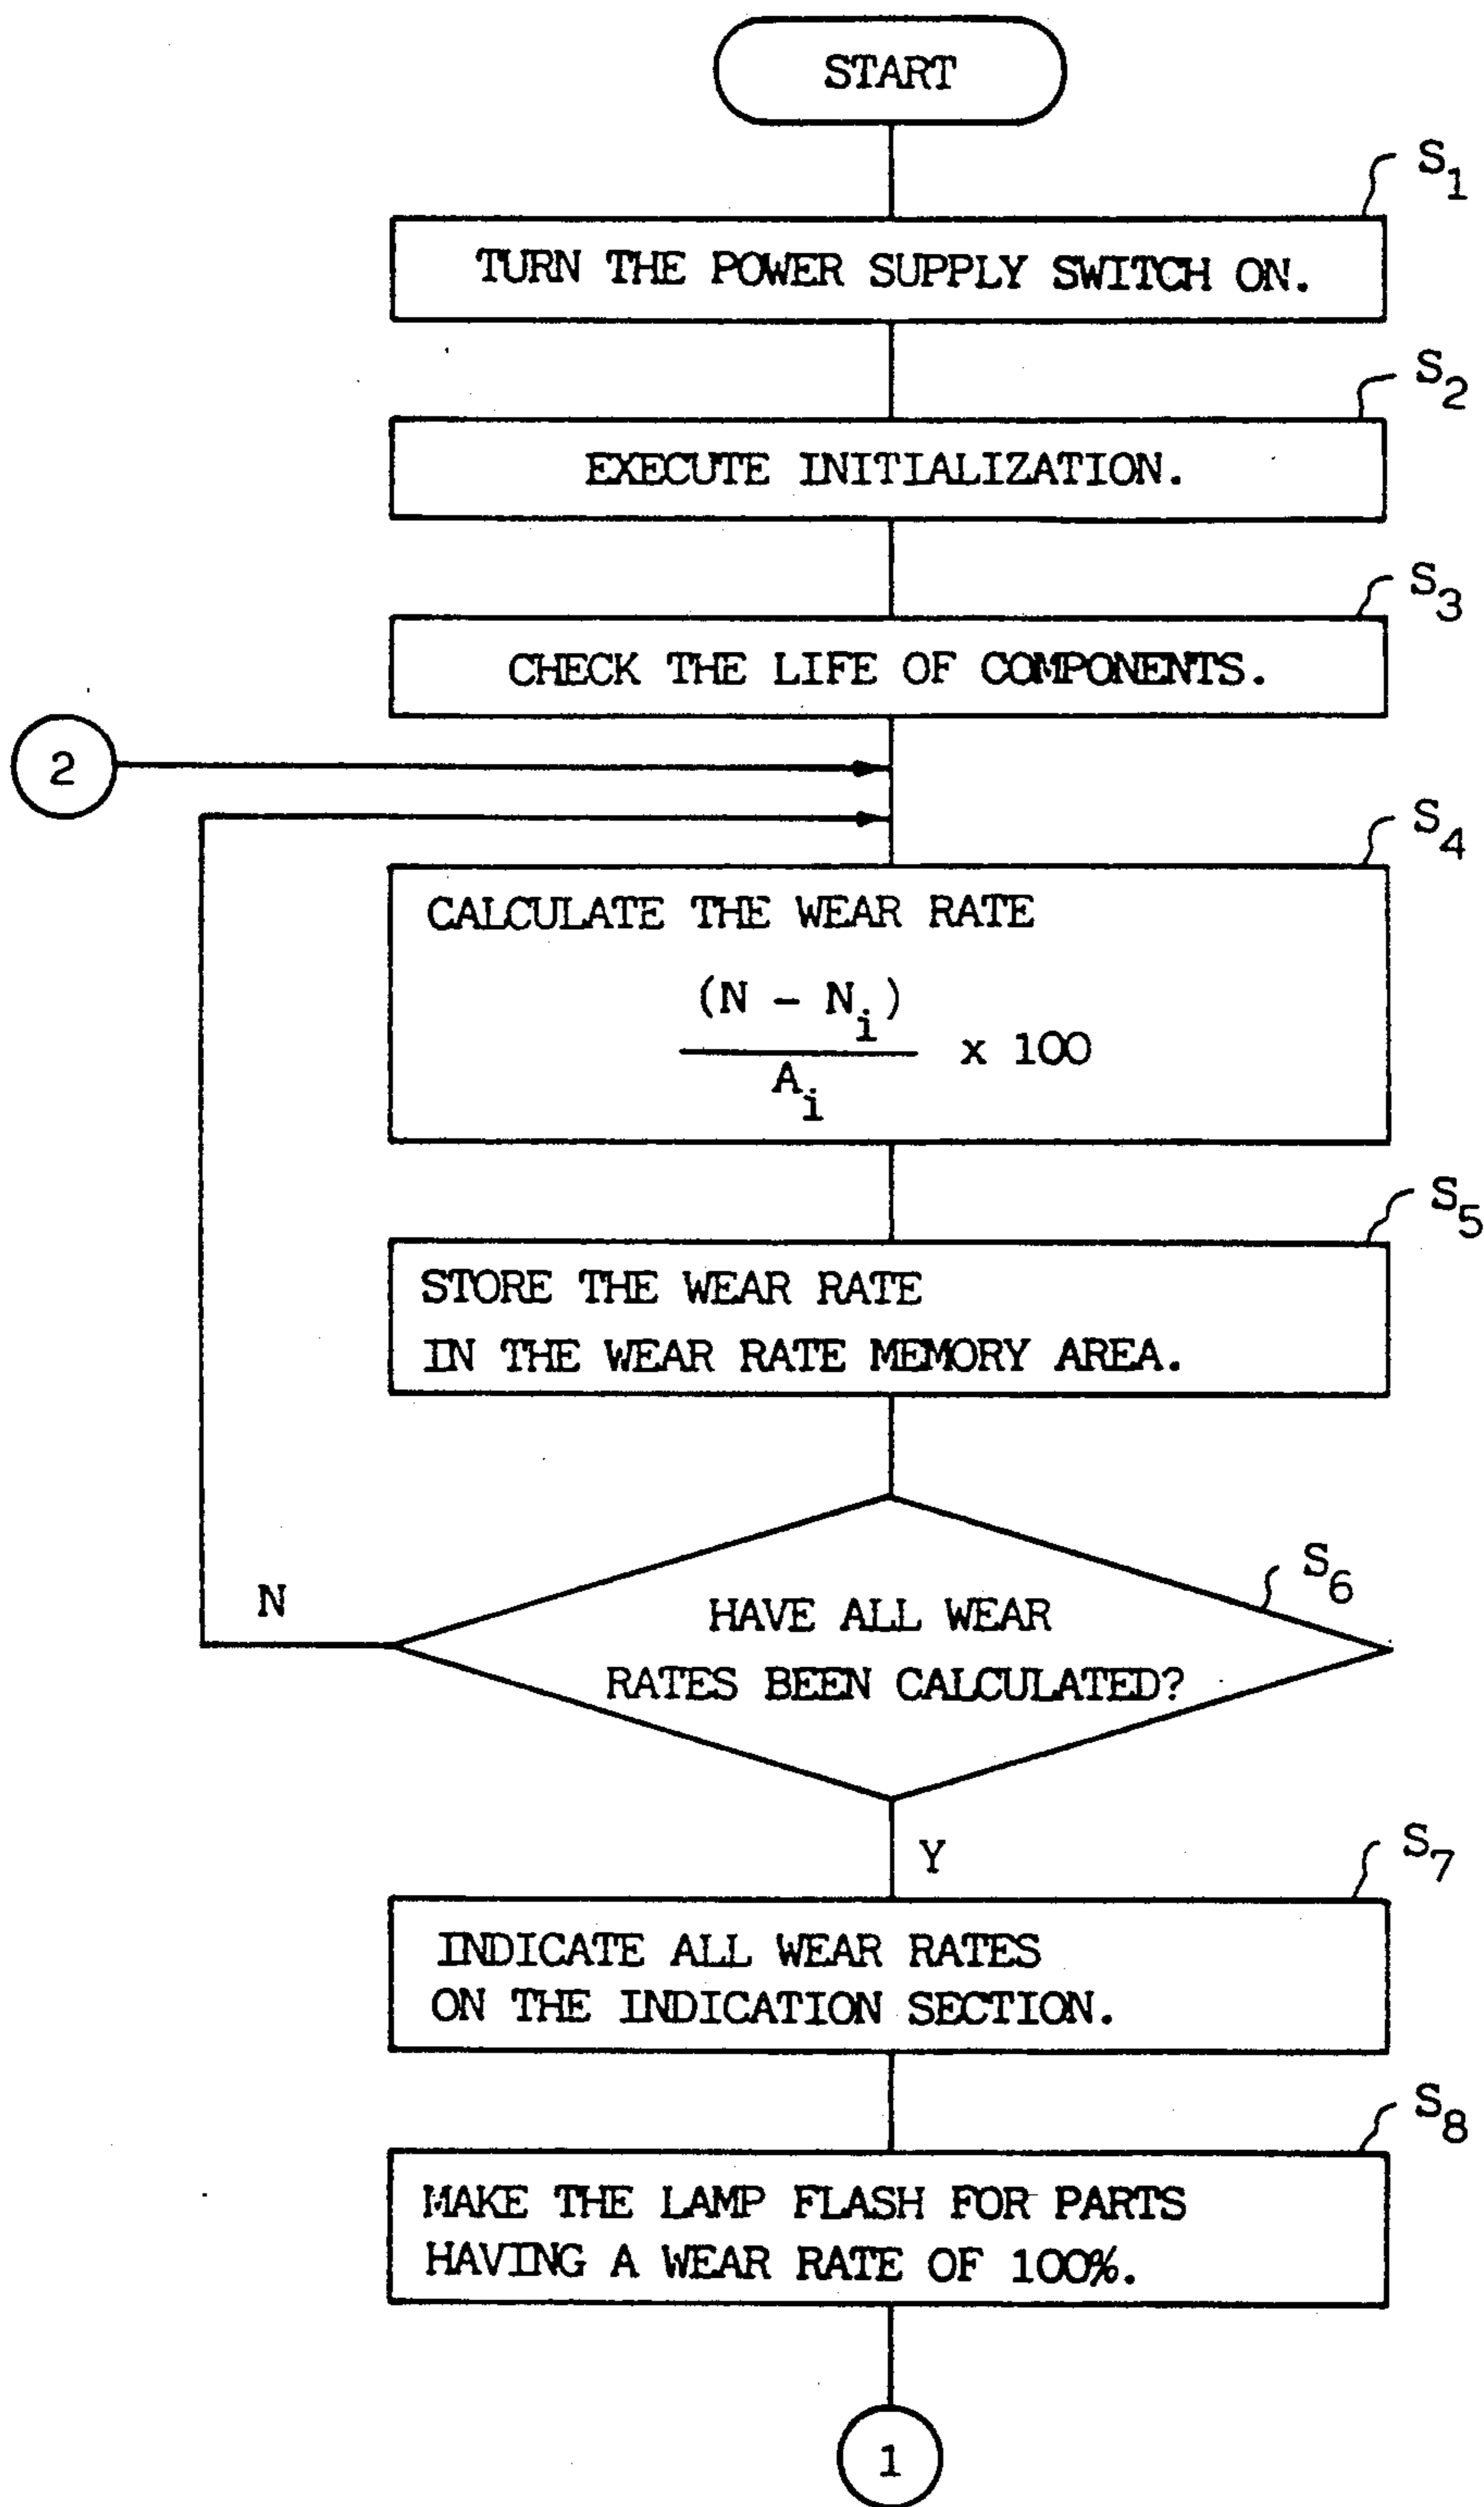 START
S1
TURN THE POWER SUPPLY SWITCH ON.
S2
EXECUTE INITIALIZATION.
S3
CHECK THE LIFE OF COMPONENTS.
2
S4
CALCULATE THE WEAR RATE
(N - Ni)
x 100
Ai
S5
STORE THE WEAR RATE
IN THE WEAR RATE MEMORY AREA.
S6
N
HAVE ALL WEAR
RATES BEEN CALCULATED?
Y
S7
INDICATE ALL WEAR RATES
ON THE INDICATION SECTION.
S8
MAKE THE LAMP FLASH FOR PARTS
HAVING A WEAR RATE OF 100%.
1